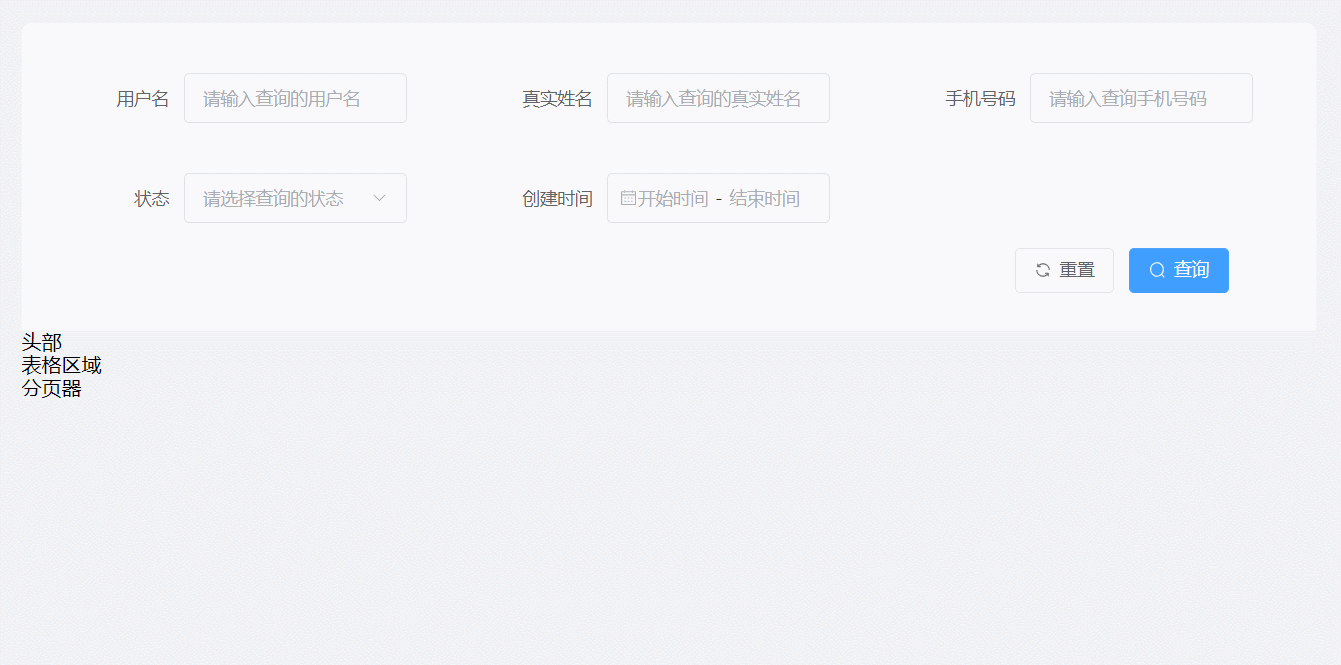 用户名 请输入查询的用户名 真实姓名 请输入查询的真实姓名 手机号码 请输入查询手机号码
状态 请选择查询的状态 创建时间 开始时间 - 结束时间
重置 查询
头部
表格区域
分页器